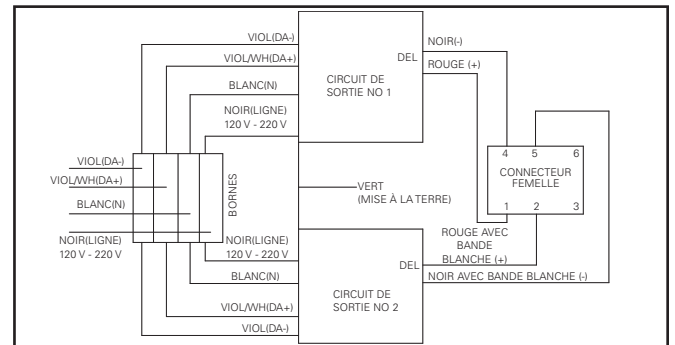 VIOL(DA-)
VIOL/WH(DA+)
BLANC(N)
NOIR(LIGNE)
120 V - 220 V
CIRCUIT DE
SORTIE NO 1
DEL
NOIR(-)
ROUGE (+)
4 5 6
CONNECTEUR
FEMELLE
1 2 3
VIOL(DA-)
VIOL/WH(DA+)
BLANC(N)
NOIR(LIGNE)
120 V - 220 V
BORNES
VERT
(MISE À LA TERRE)
NOIR(LIGNE)
120 V - 220 V
BLANC(N)
VIOL/WH(DA+)
VIOL(DA-)
CIRCUIT DE
SORTIE NO 2
DEL
ROUGE AVEC
BANDE
BLANCHE (+)
NOIR AVEC BANDE BLANCHE (-)